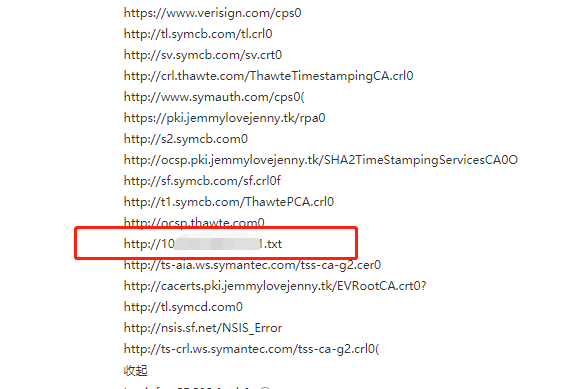 https://www.verisign.com/cps0
http://tl.symcb.com/tl.crl0
http://sv.symcb.com/sv.crt0
http://crl.thawte.com/ThawteTimestampingCA.crl0
http://www.symauth.com/cps0(
https://pki.jemmylovejenny.tk/rpa0
http://s2.symcb.com0
http://ocsp.pki.jemmylovejenny.tk/SHA2TimeStampingServicesCA0O
http://sf.symcb.com/sf.crl0f
http://t1.symcb.com/ThawtePCA.crl0
http://ocsp.thawte.com0
http://10 1.txt
http://ts-aia.ws.symantec.com/tss-ca-g2.cer0
http://cacerts.pki.jemmylovejenny.tk/EVRootCA.crt0?
http://tl.symcd.com0
http://nsis.sf.net/NSIS_Error
http://ts-crl.ws.symantec.com/tss-ca-g2.crl0(
收起